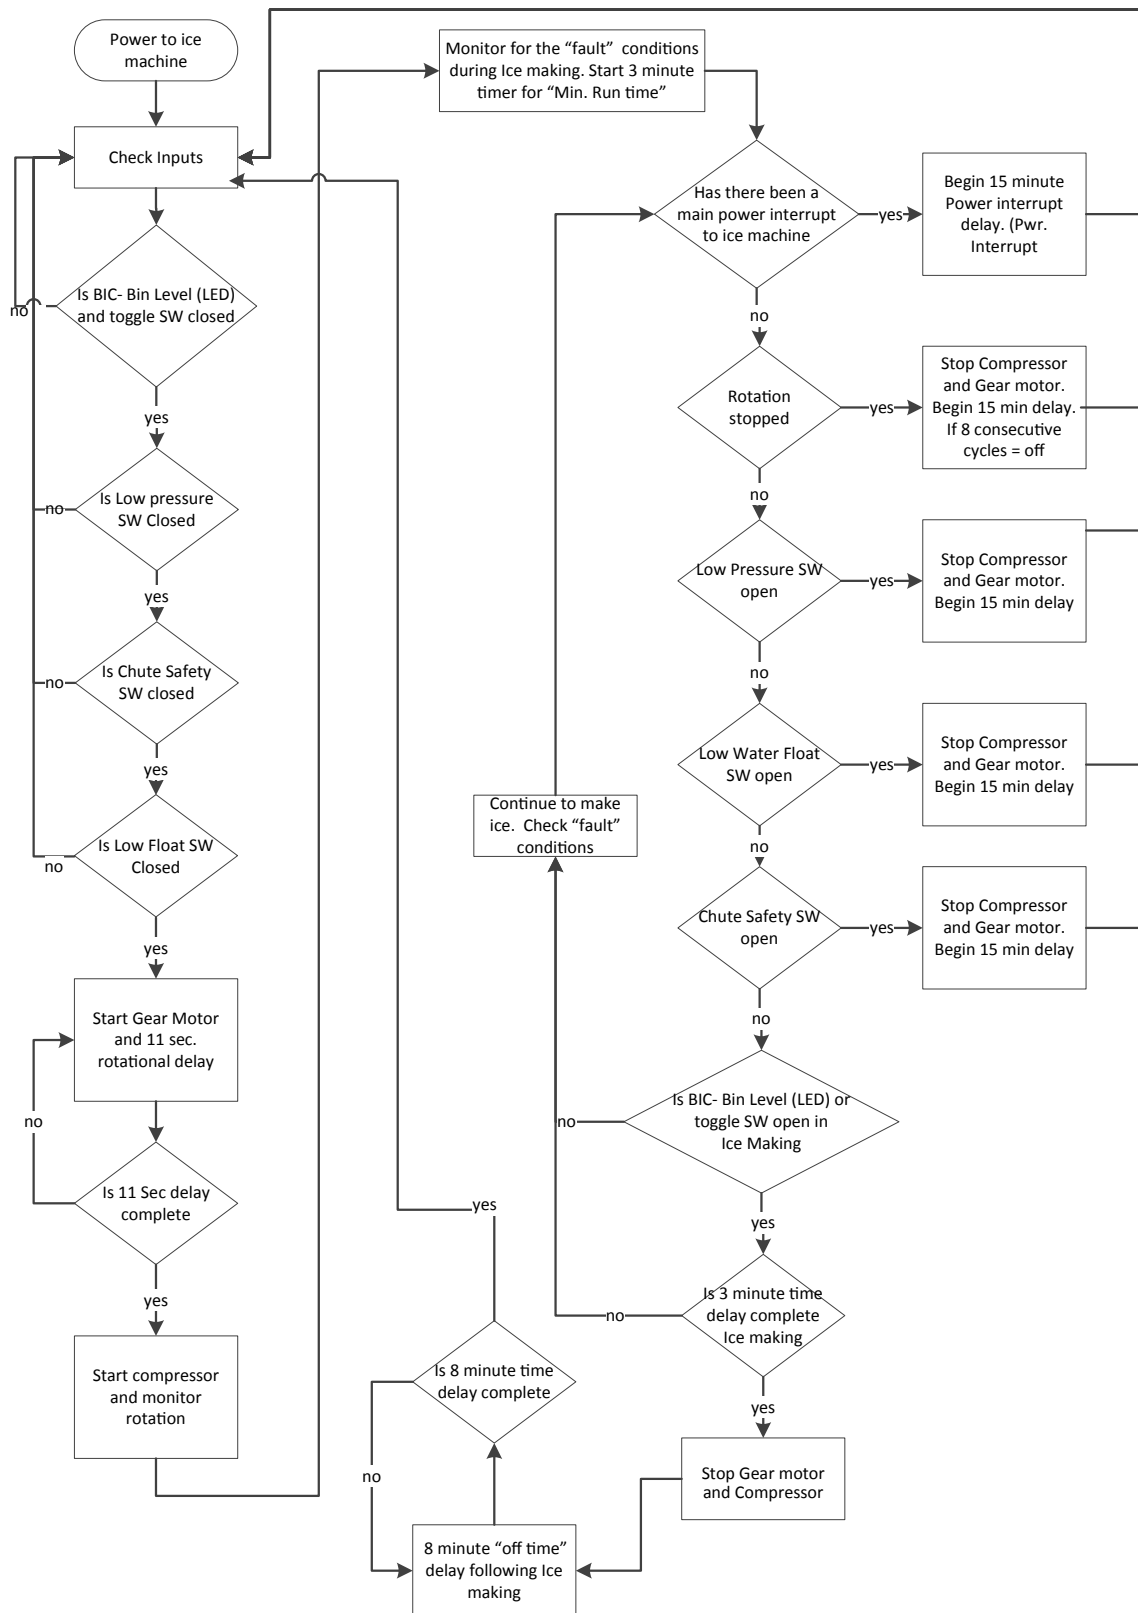 Power to ice
machine
Check Inputs
Is BIC- Bin Level (LED)
and toggle SW closed
no
yes
Is Low pressure
SW Closed
no
yes
Is Chute Safety
SW closed
no
yes
Is Low Float SW
Closed
no
yes
Start Gear Motor
and 11 sec.
rotational delay
no
Is 11 Sec delay
complete
yes
Start compressor
and monitor
rotation
Monitor for the “fault” conditions
during Ice making. Start 3 minute
timer for “Min. Run time”
Has there been a
main power interrupt
to ice machine
yes
Begin 15 minute
Power interrupt
delay. (Pwr.
Interrupt
no
Rotation
stopped
yes
Stop Compressor
and Gear motor.
Begin 15 min delay.
If 8 consecutive
cycles = off
no
Low Pressure SW
open
yes
Stop Compressor
and Gear motor.
Begin 15 min delay
no
Low Water Float
SW open
yes
Stop Compressor
and Gear motor.
Begin 15 min delay
no
Chute Safety SW
open
yes
Stop Compressor
and Gear motor.
Begin 15 min delay
no
Continue to make
ice. Check “fault”
conditions
Is BIC- Bin Level (LED) or
toggle SW open in
Ice Making
no
yes
Is 3 minute time
delay complete
Ice making
no
yes
Stop Gear motor
and Compressor
8 minute “off time”
delay following Ice
making
Is 8 minute time
delay complete
no
yes